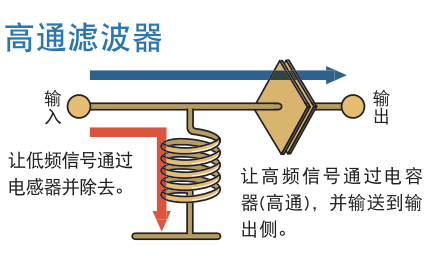 高通滤波器
输入
输出
让低频信号通过
电感器并除去。
让高频信号通过电容
器(高通)，并输送到输
出侧。